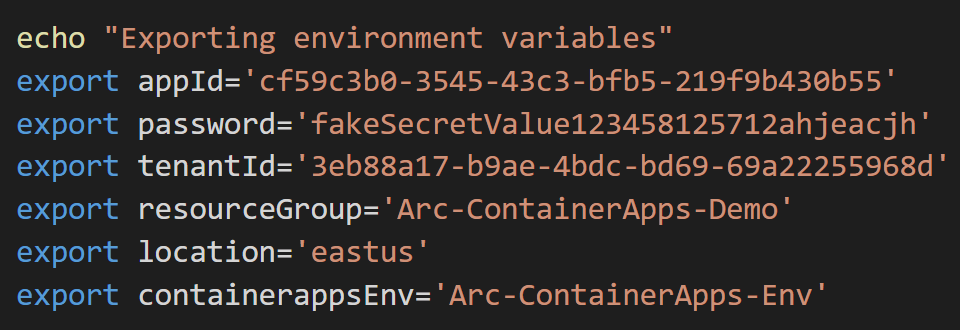 echo "Exporting environment variables"
export appId='cf59c3b0-3545-43c3-bfb5-219f9b430b55'
export password='fakeSecretValue123458125712ahjeacjh'
export tenantId='3eb88a17-b9ae-4bdc-bd69-69a22255968d'
export resourceGroup='Arc-ContainerApps-Demo'
export location='eastus'
export containerappsEnv='Arc-ContainerApps-Env'